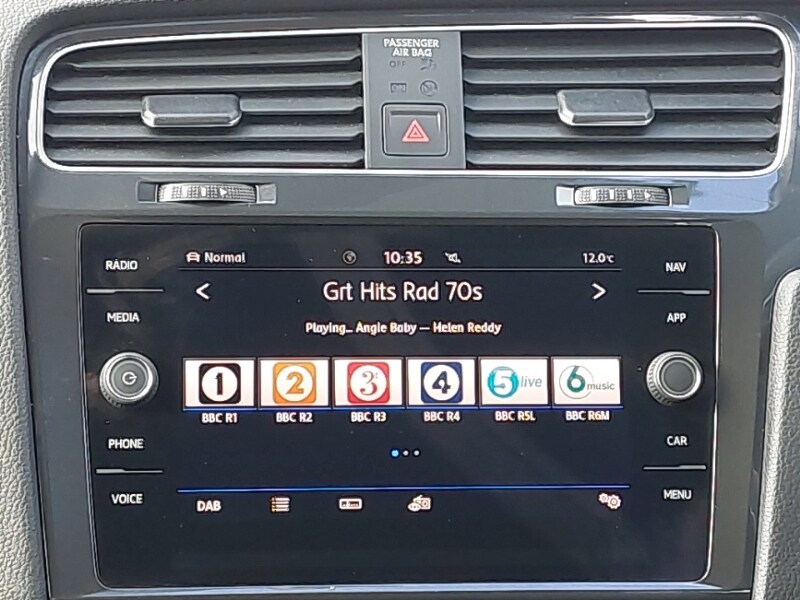 PASSENGER
AIR BAG
OFF
ON
RADIO
MEDIA
PHONE
VOICE
Normal 10:35 12.0°C
Grt Hits Rad 70s
Playing... Angie Baby — Helen Reddy
1 2 3 4 5 live 6 music
BBC R1 BBC R2 BBC R3 BBC R4 BBC R5L BBC R6M
DAB
NAV
APP
CAR
MENU